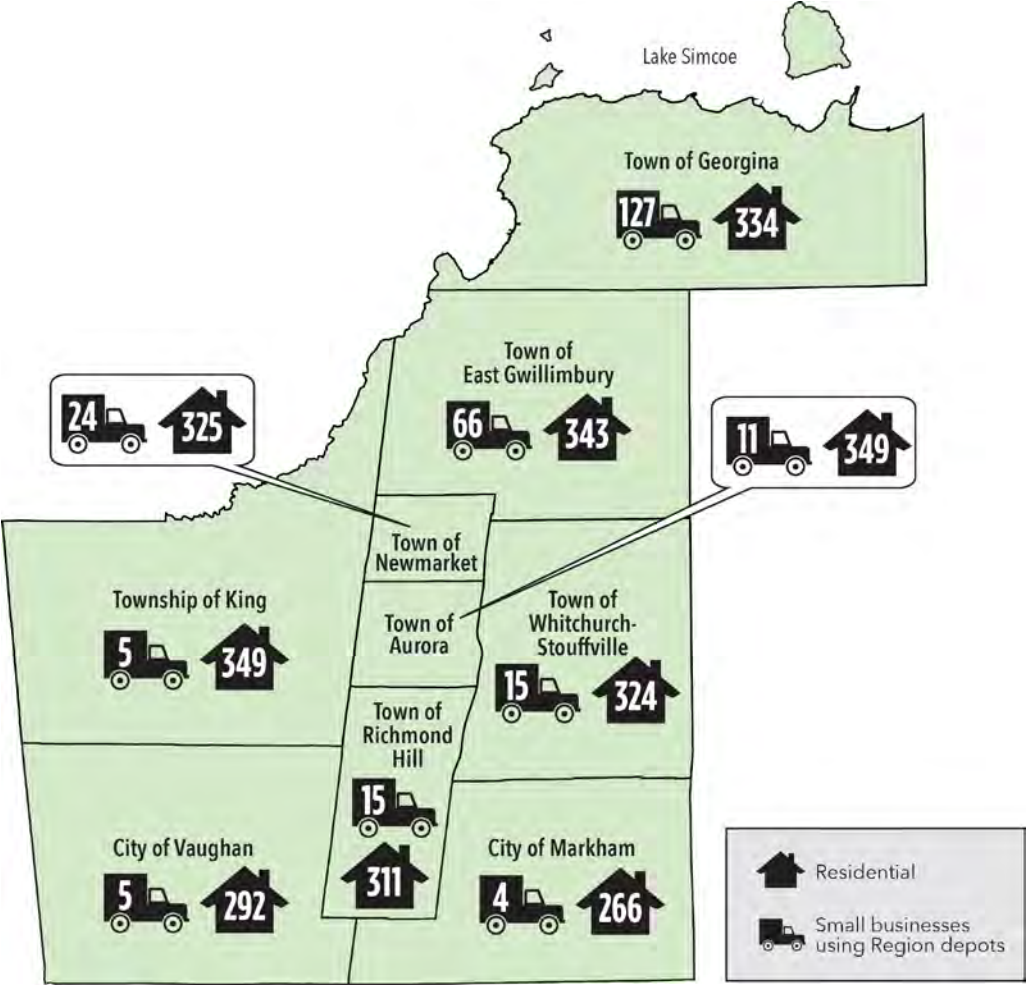 Lake Simcoe
Town of Georgina
127 334
Town of
East Gwillimbury
66 343
24 325
11 349
Town of
Newmarket
Township of King
5 349
Town of
Aurora
Town of
Whitchurch-
Stouffville
15 324
Town of
Richmond
Hill
15
311
City of Vaughan
5 292
City of Markham
4 266
Residential
Small businesses
using Region depots